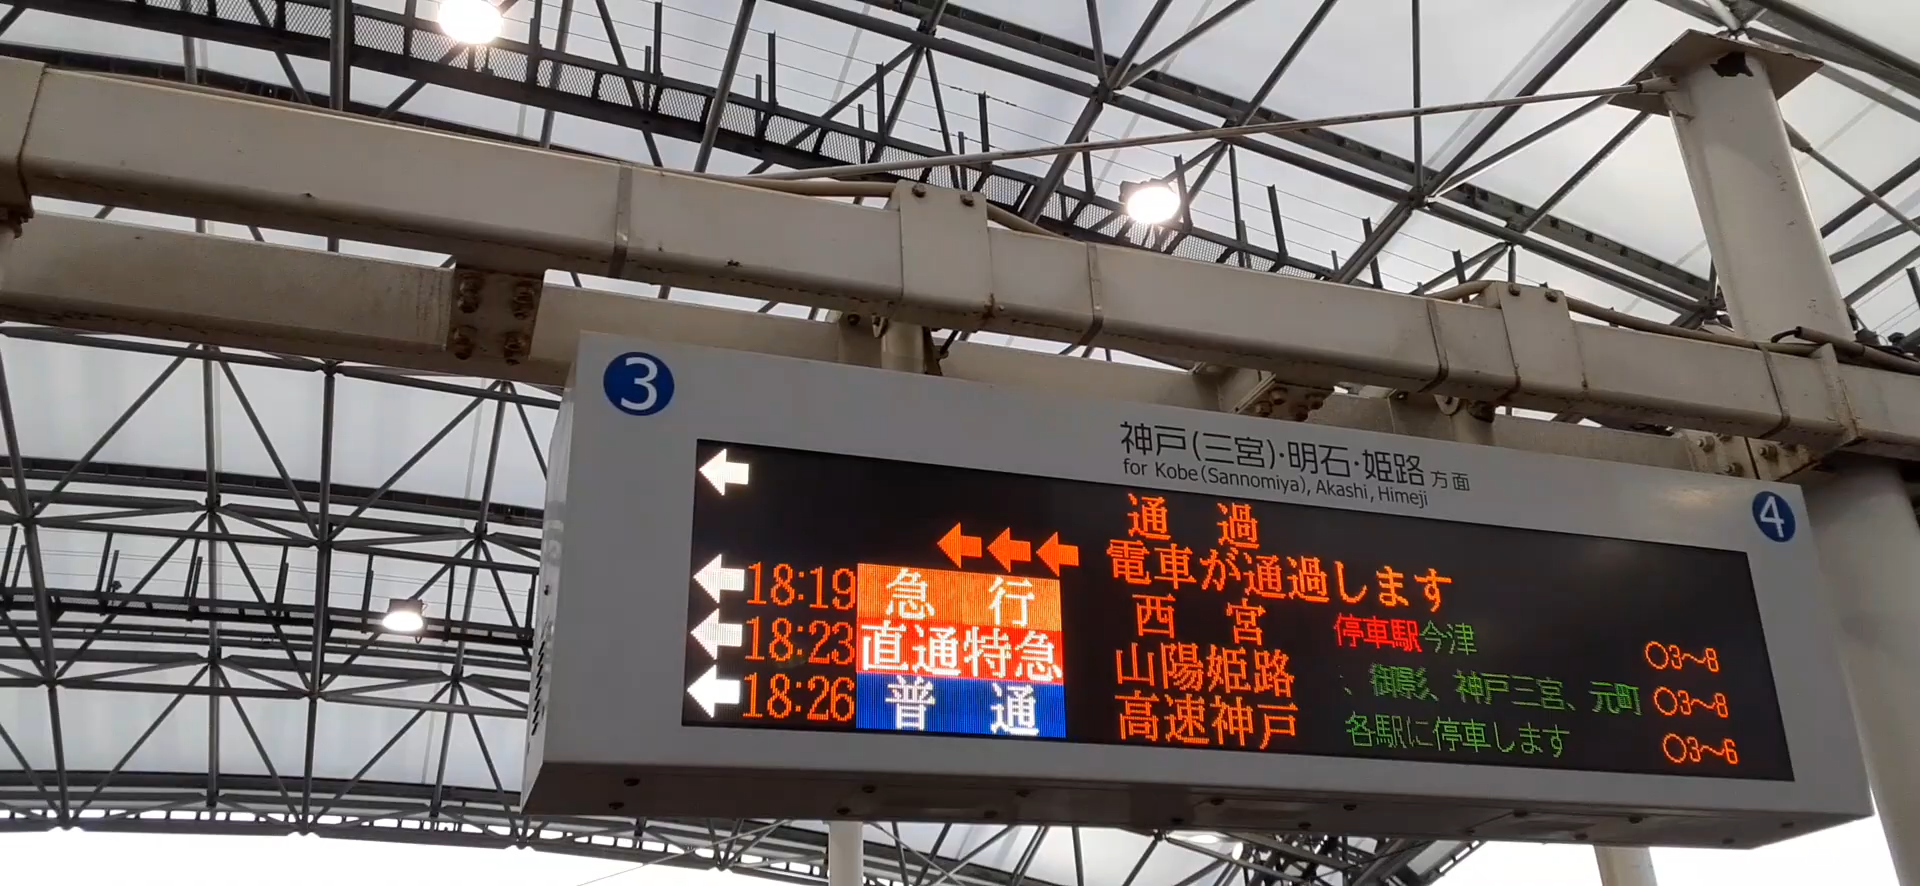 3
神戸(三宮)・明石・姫路 方面
for Kobe(Sannomiya), Akashi, Himeji
4
← 通 過
←←← 電車が通過します
← 18:19 急 行 西 宮 停車駅今津 ○3~8
← 18:23 直通特急 山陽姫路 、御影、神戸三宮、元町 ○3~8
← 18:26 普 通 高速神戸 各駅に停車します ○3~6